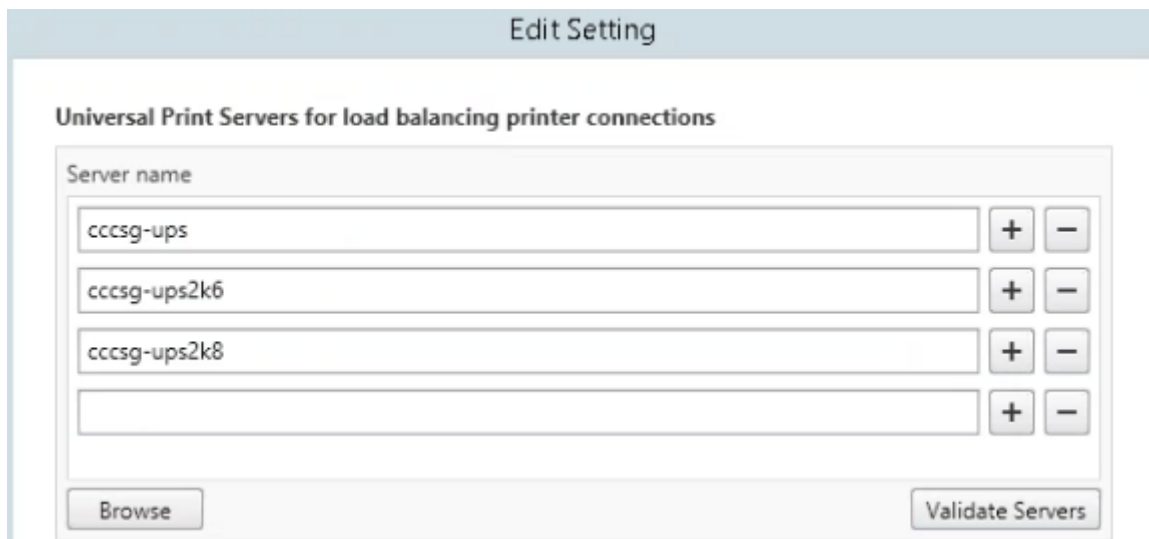 Edit Setting
Universal Print Servers for load balancing printer connections
Server name
cccsg-ups
+ −
cccsg-ups2k6
+ −
cccsg-ups2k8
+ −
+ −
Browse
Validate Servers